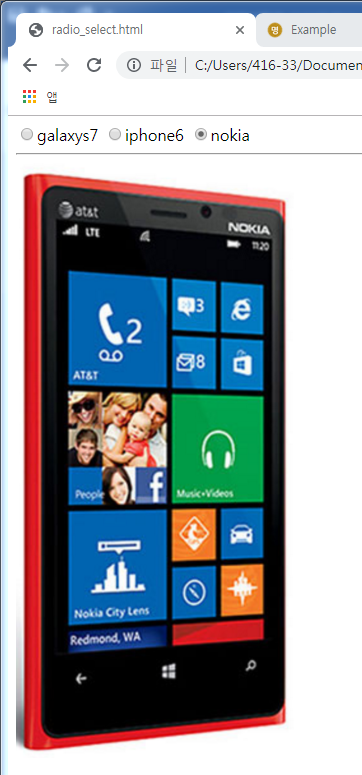 radio_select.html × Example
파일 | C:/Users/416-33/Documen
앱
galaxys7 iphone6 nokia
at&t
NOKIA
LTE 11:20
2
3
AT&T
8
People
Music+Videos
Nokia City Lens
Redmond, WA